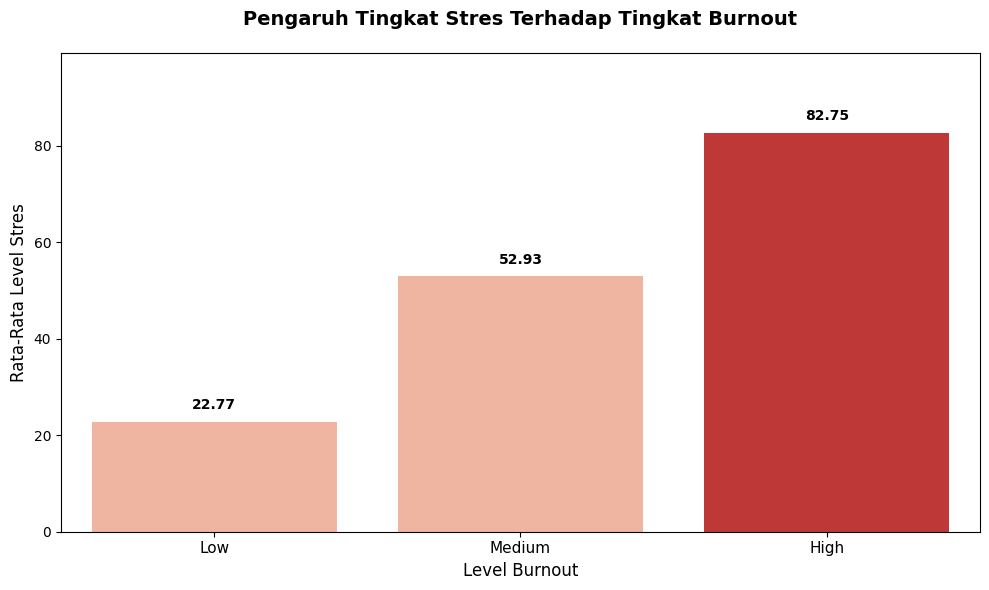 Pengaruh Tingkat Stres Terhadap Tingkat Burnout
Rata-Rata Level Stres
80
60
40
20
0
22.77
52.93
82.75
Low
Medium
High
Level Burnout